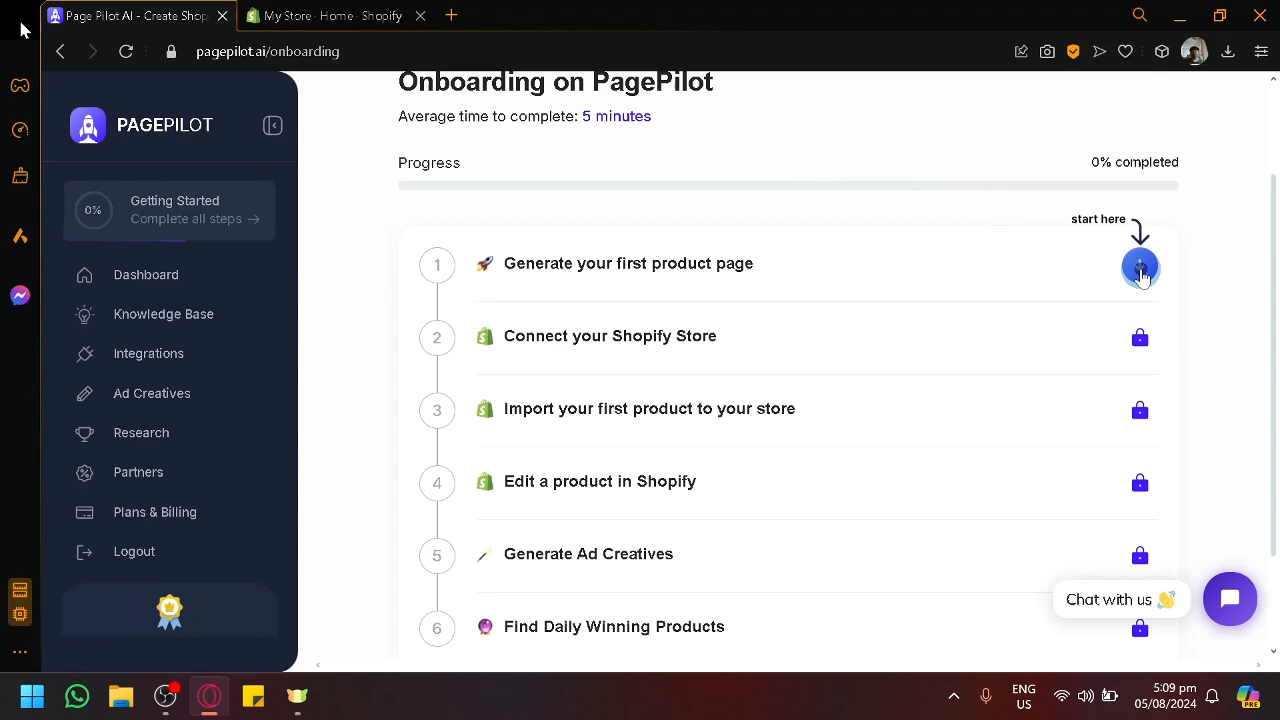 Page Pilot AI - Create Shop
My Store - Home · Shopify
pagepilot.ai/onboarding
PAGEPILOT
0%
Getting Started
Complete all steps →
Dashboard
Knowledge Base
Integrations
Ad Creatives
Research
Partners
Plans & Billing
Logout
Onboarding on PagePilot
Average time to complete: 5 minutes
Progress
0% completed
start here
1 Generate your first product page
2 Connect your Shopify Store
3 Import your first product to your store
4 Edit a product in Shopify
5 Generate Ad Creatives
6 Find Daily Winning Products
Chat with us 👋
ENG
US
5:09 pm
05/08/2024
PRE